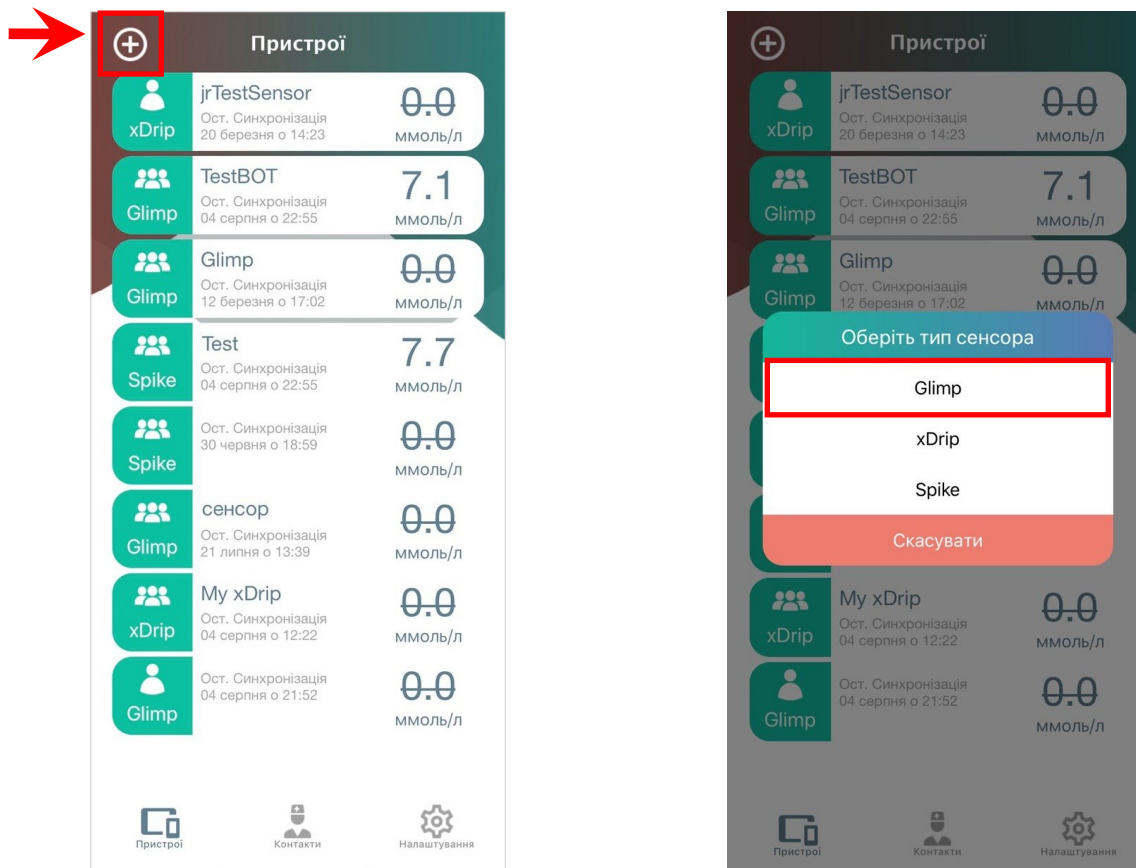 Пристрої
jrTestSensor
Ост. Синхронізація
20 березня о 14:23
xDrip
0.0
ммоль/л
TestBOT
Ост. Синхронізація
04 серпня о 22:55
Glimp
7.1
ммоль/л
Glimp
Ост. Синхронізація
12 березня о 17:02
Glimp
0.0
ммоль/л
Test
Ост. Синхронізація
04 серпня о 22:55
Spike
7.7
ммоль/л
Ост. Синхронізація
30 червня о 18:59
Spike
0.0
ммоль/л
сенсор
Ост. Синхронізація
21 липня о 13:39
Glimp
0.0
ммоль/л
My xDrip
Ост. Синхронізація
04 серпня о 12:22
xDrip
0.0
ммоль/л
Ост. Синхронізація
04 серпня о 21:52
Glimp
0.0
ммоль/л
Пристрої
Контакти
Налаштування
Пристрої
jrTestSensor
Ост. Синхронізація
20 березня о 14:23
xDrip
0.0
ммоль/л
TestBOT
Ост. Синхронізація
04 серпня о 22:55
Glimp
7.1
ммоль/л
Glimp
Ост. Синхронізація
12 березня о 17:02
Glimp
0.0
ммоль/л
Оберіть тип сенсора
Glimp
xDrip
Spike
Скасувати
My xDrip
Ост. Синхронізація
04 серпня о 12:22
xDrip
0.0
ммоль/л
Ост. Синхронізація
04 серпня о 21:52
Glimp
0.0
ммоль/л
Пристрої
Контакти
Налаштування